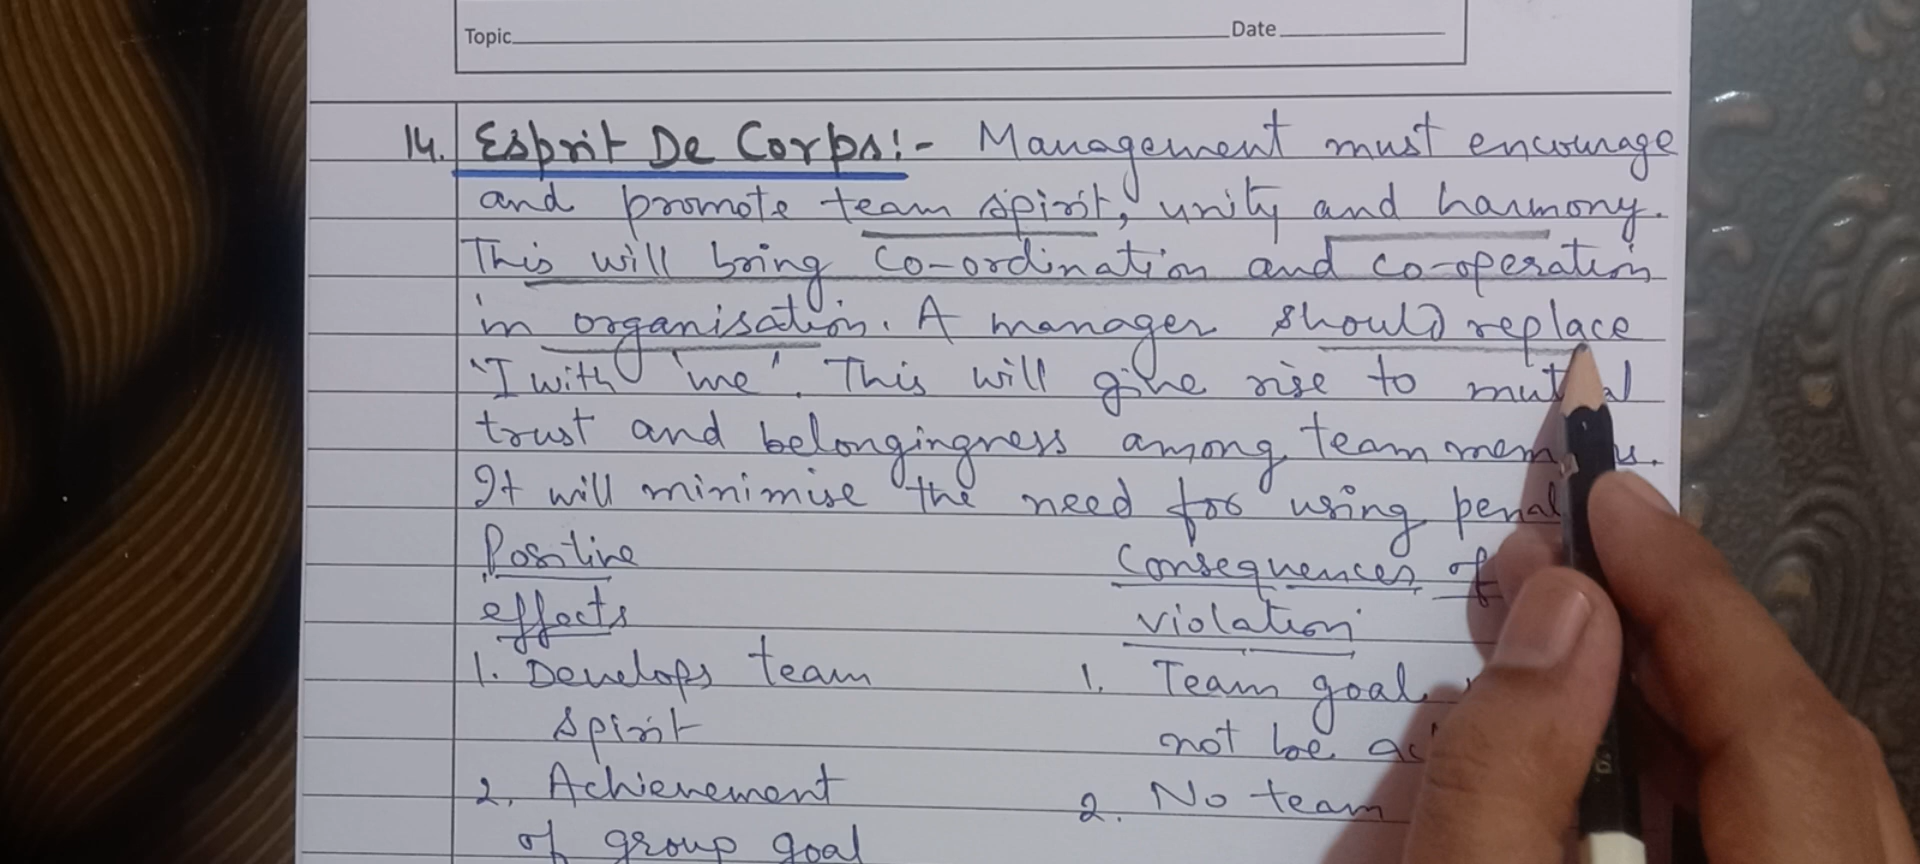 Topic Date
14. Esprit De Corps:- Management must encourage
and promote team spirit, unity and harmony.
This will bring co-ordination and co-operation
in organisation. A manager should replace
'I with 'me'. This will give rise to
trust and belongingness among team
It will minimise the need for using
Positive Consequences of
effects violation
1. Develops team 1. Team goal
spirit not be
2. Achievement 2. No team
of group goal